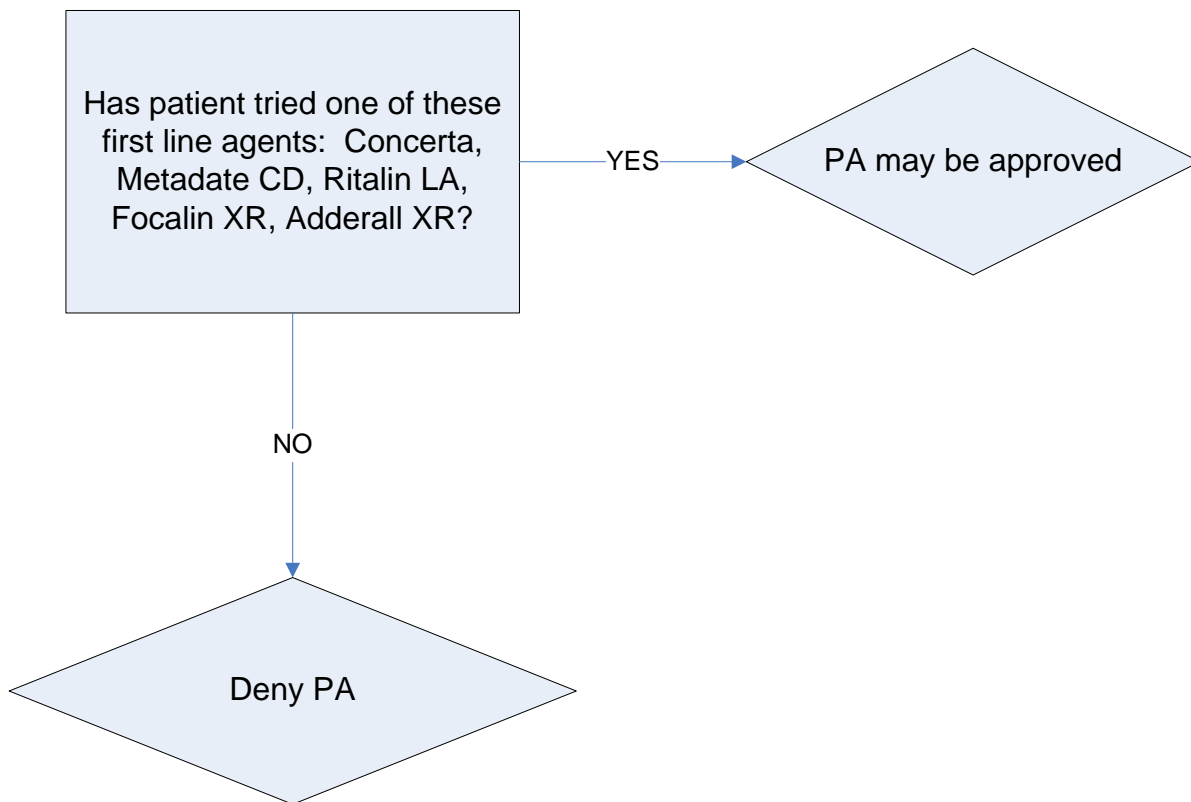 Has patient tried one of these
first line agents:  Concerta,
Metadate CD, Ritalin LA,
Focalin XR, Adderall XR?
YES
PA may be approved
NO
Deny PA